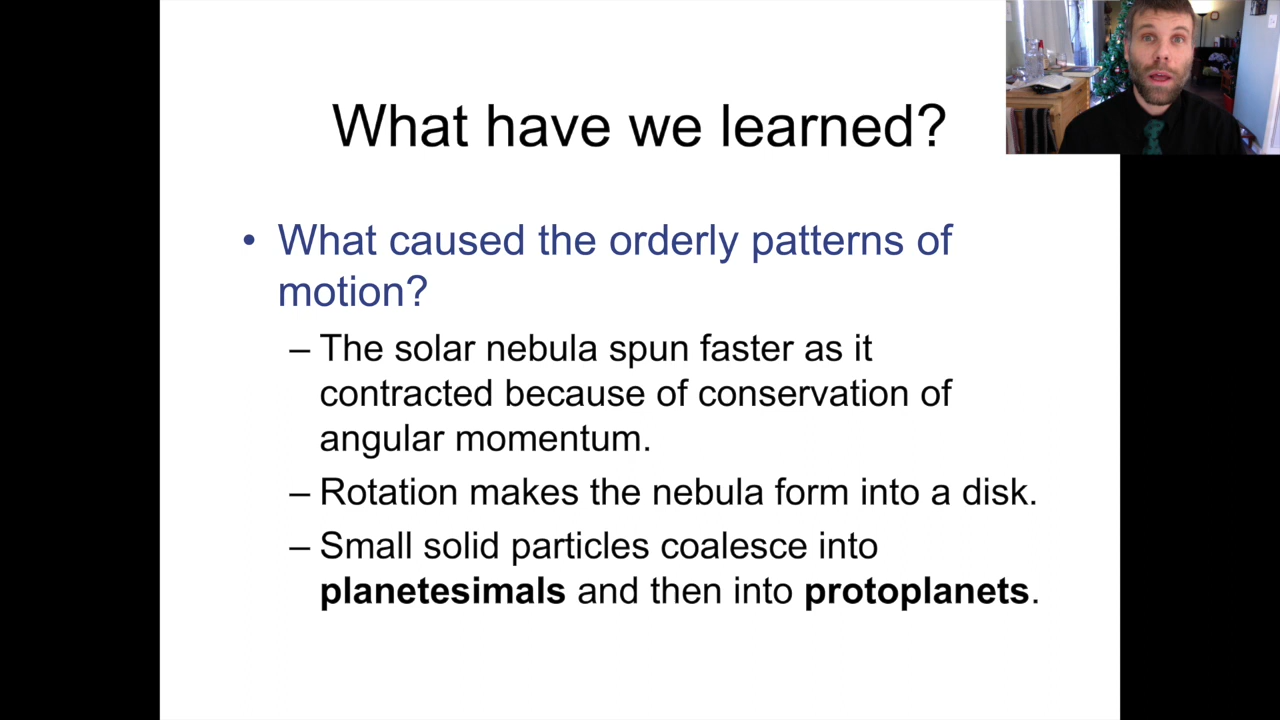 What have we learned?
• What caused the orderly patterns of
motion?
– The solar nebula spun faster as it
contracted because of conservation of
angular momentum.
– Rotation makes the nebula form into a disk.
– Small solid particles coalesce into
planetesimals and then into protoplanets.